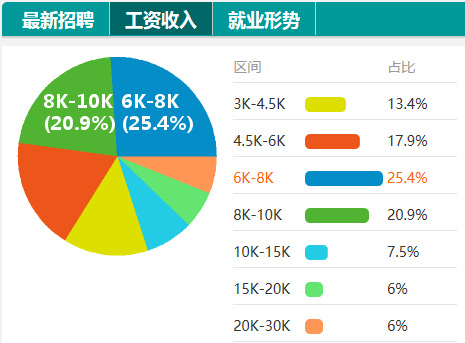 最新招聘 工资收入 就业形势
8K-10K
(20.9%)
6K-8K
(25.4%)
区间 占比
3K-4.5K 13.4%
4.5K-6K 17.9%
6K-8K 25.4%
8K-10K 20.9%
10K-15K 7.5%
15K-20K 6%
20K-30K 6%